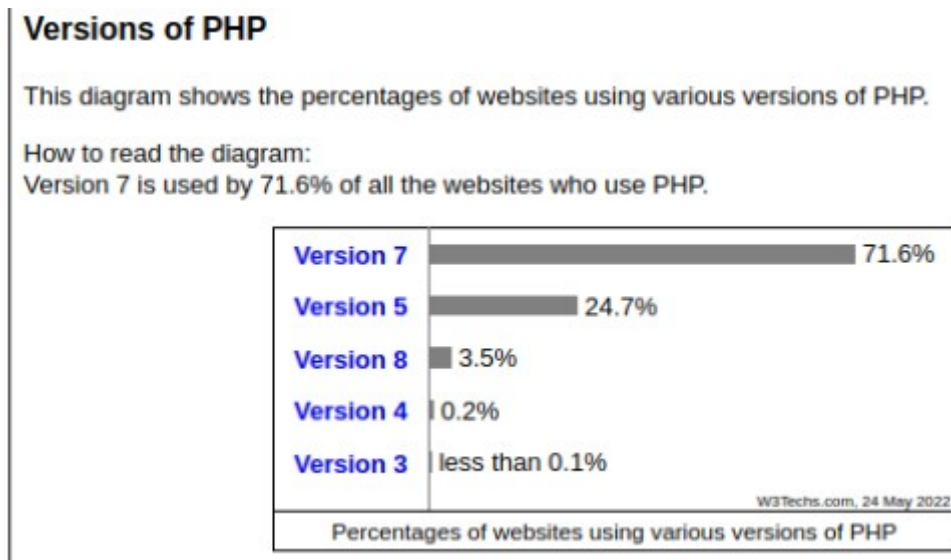 Versions of PHP
This diagram shows the percentages of websites using various versions of PHP.
How to read the diagram:
Version 7 is used by 71.6% of all the websites who use PHP.
Version 7 71.6%
Version 5 24.7%
Version 8 3.5%
Version 4 0.2%
Version 3 less than 0.1%
W3Techs.com, 24 May 2022
Percentages of websites using various versions of PHP